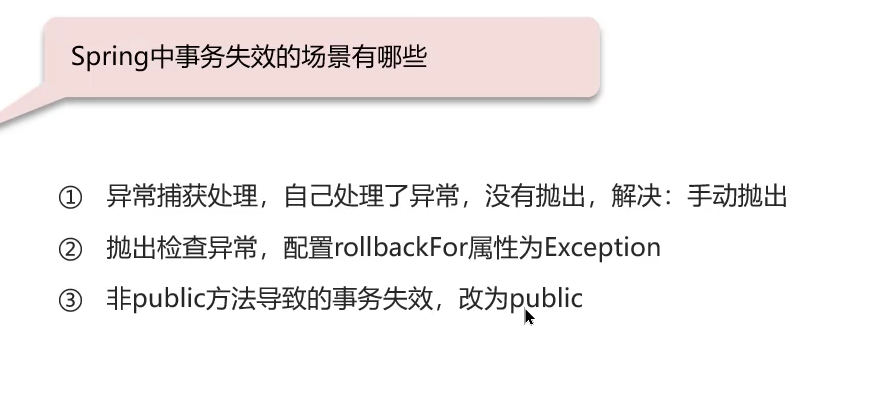 Spring中事务失效的场景有哪些
① 异常捕获处理，自己处理了异常，没有抛出，解决：手动抛出
② 抛出检查异常，配置rollbackFor属性为Exception
③ 非public方法导致的事务失效，改为public